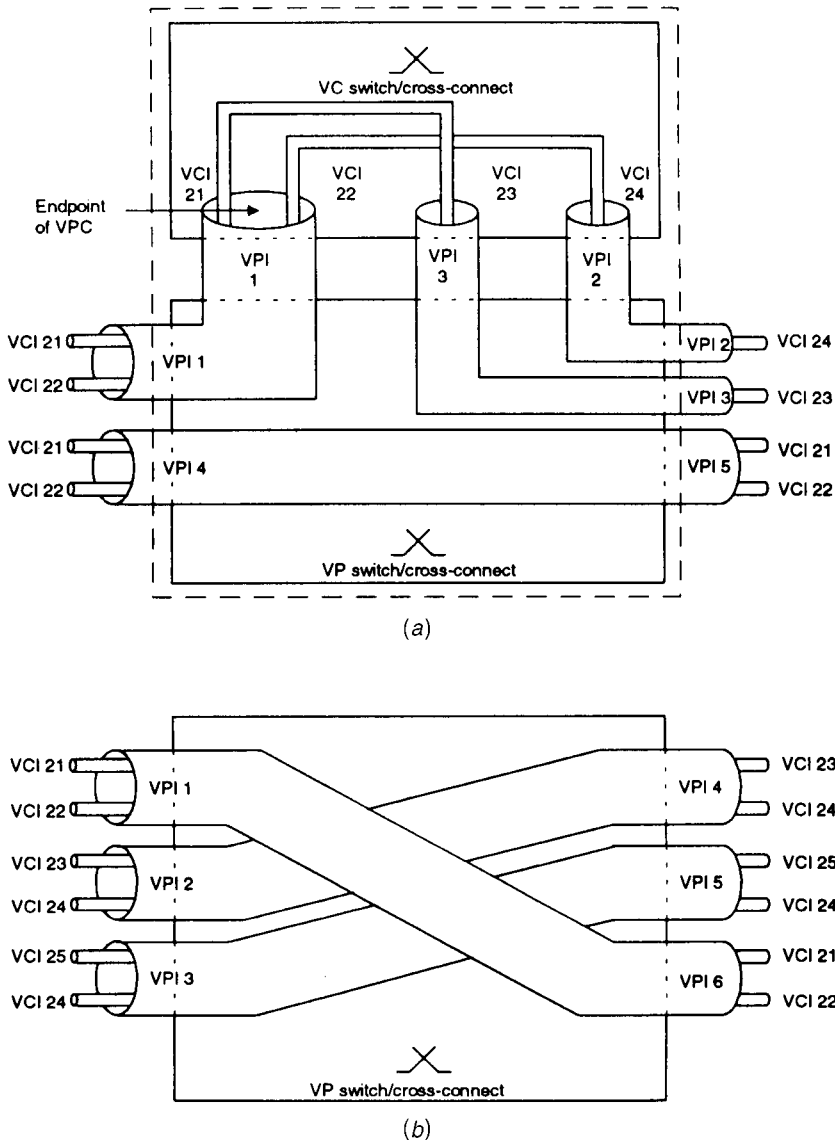 VC switch/cross-connect
VCI
21
VCI
22
VCI
23
VCI
24
Endpoint
of VPC
VPI
1
VPI
3
VPI
2
VCI 21
VCI 22
VPI 1
VPI 2
VCI 24
VPI 3
VCI 23
VCI 21
VCI 22
VPI 4
VPI 5
VCI 21
VCI 22
VP switch/cross-connect
(a)
VCI 21
VCI 22
VPI 1
VPI 4
VCI 23
VCI 24
VCI 23
VCI 24
VPI 2
VPI 5
VCI 25
VCI 24
VCI 25
VCI 24
VPI 3
VPI 6
VCI 21
VCI 22
VP switch/cross-connect
(b)